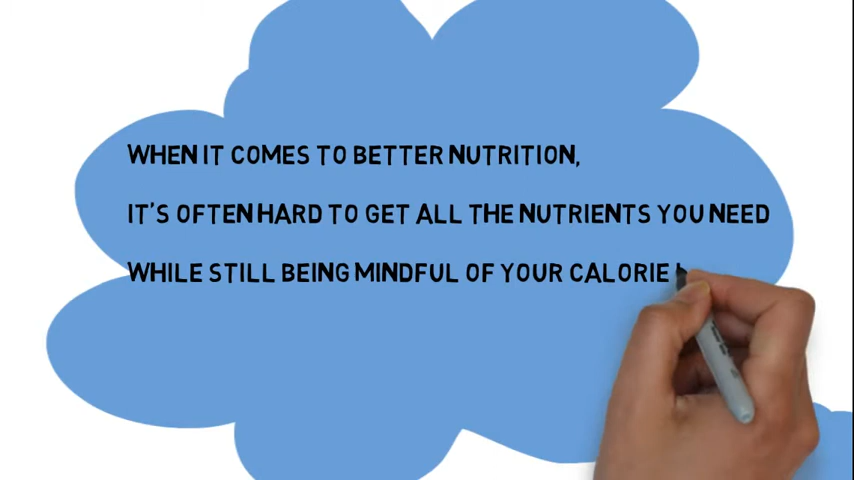 WHEN IT COMES TO BETTER NUTRITION,
IT'S OFTEN HARD TO GET ALL THE NUTRIENTS YOU NEED
WHILE STILL BEING MINDFUL OF YOUR CALORIE